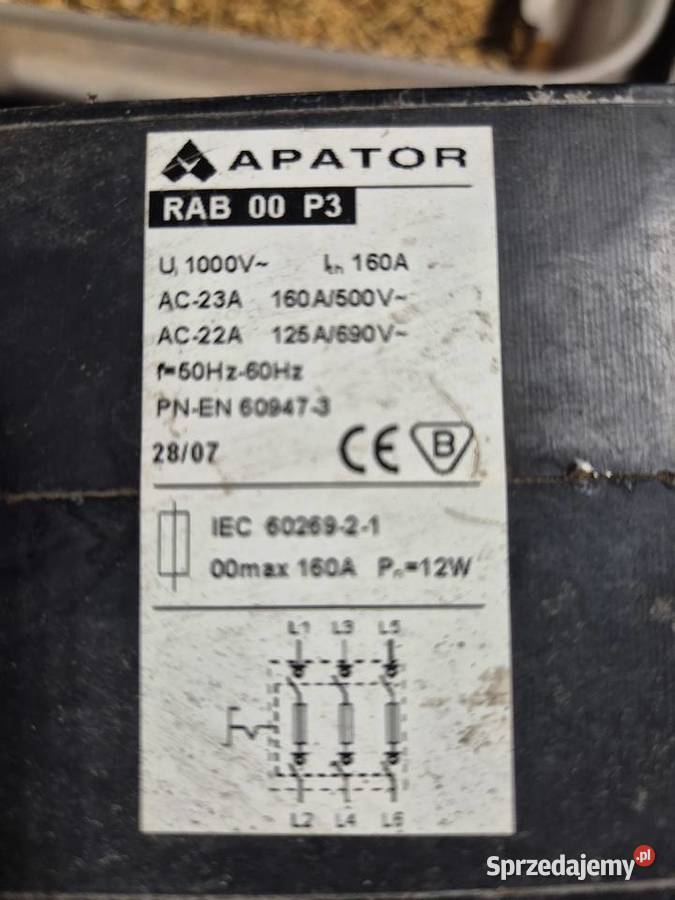 APATOR
RAB 00 P3
Ui 1000V~ Ith 160A
AC-23A 160A/500V~
AC-22A 125A/690V~
f=50Hz-60Hz
PN-EN 60947-3
28/07 CE B
IEC 60269-2-1
00max 160A Pn=12W
L1 L3 L5
L2 L4 L6
Sprzedajemy.pl